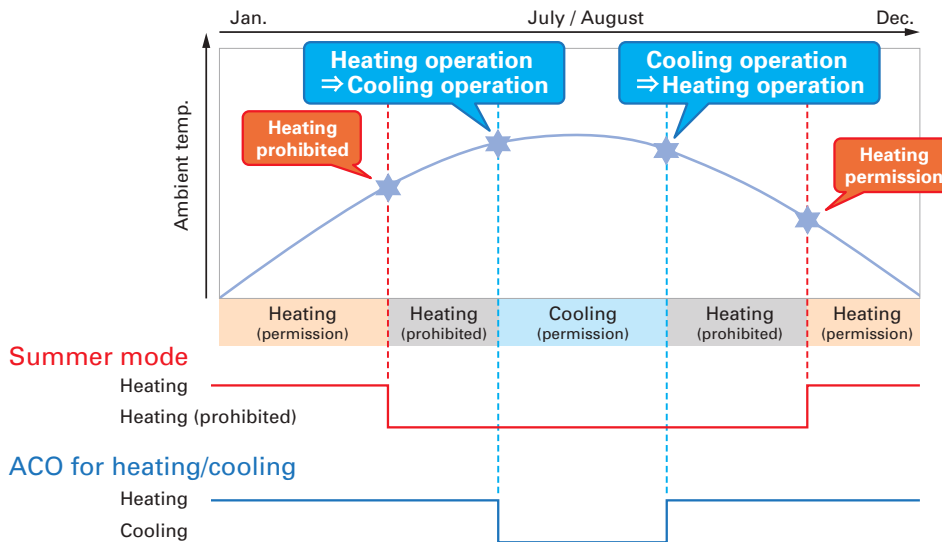 Jan.
July / August
Dec.
Ambient temp.
Heating operation
⇒Cooling operation
Cooling operation
⇒Heating operation
Heating
prohibited
Heating
permission
Heating
(permission)
Heating
(prohibited)
Cooling
(permission)
Heating
(prohibited)
Heating
(permission)
Summer mode
Heating
Heating (prohibited)
ACO for heating/cooling
Heating
Cooling